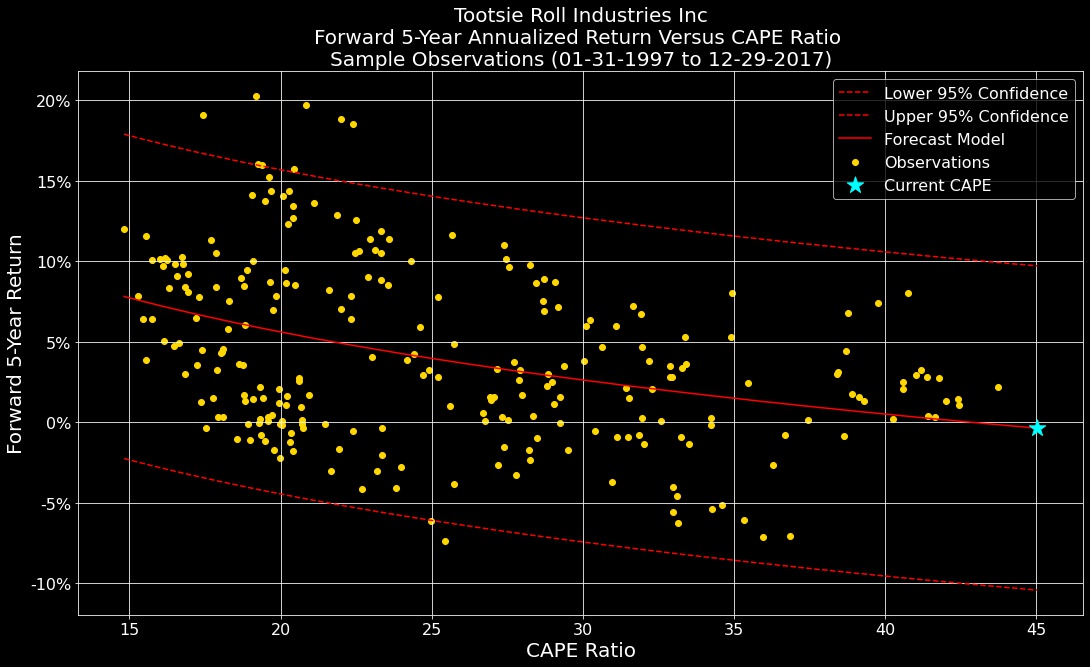 Tootsie Roll Industries Inc
Forward 5-Year Annualized Return Versus CAPE Ratio
Sample Observations (01-31-1997 to 12-29-2017)
Lower 95% Confidence
Upper 95% Confidence
Forecast Model
Observations
Current CAPE
Forward 5-Year Return
20%
15%
10%
5%
0%
-5%
-10%
15 20 25 30 35 40 45
CAPE Ratio